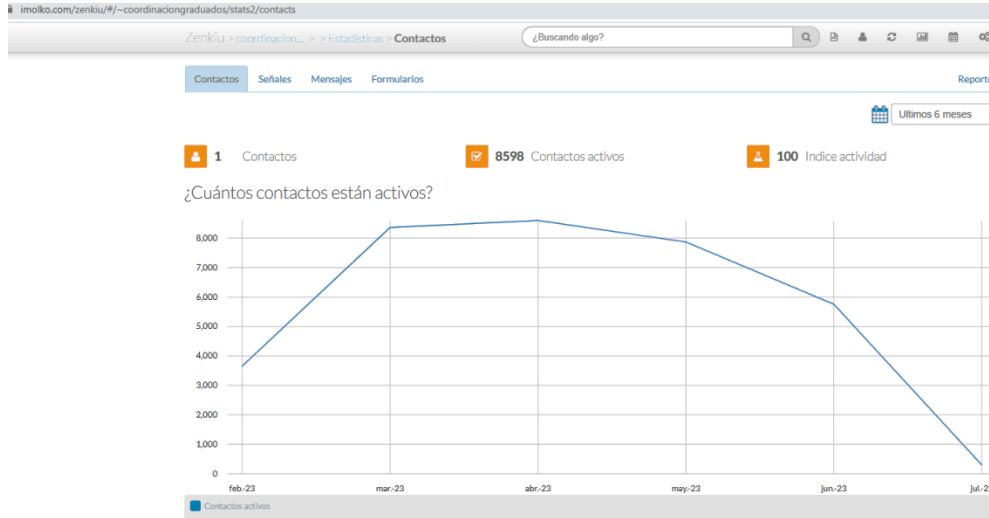 imolko.com/zenkiu/#/~coordinaciongraduados/stats2/contacts
Zenkiu > coordinacion... > > Estadísticas > Contactos
¿Buscando algo?
Contactos Señales Mensajes Formularios
Report
Ultimos 6 meses
1 Contactos 8598 Contactos activos 100 Indice actividad
¿Cuántos contactos están activos?
8,000
7,000
6,000
5,000
4,000
3,000
2,000
1,000
0
feb.-23 mar.-23 abr.-23 may.-23 jun.-23 jul.-2
Contactos activos